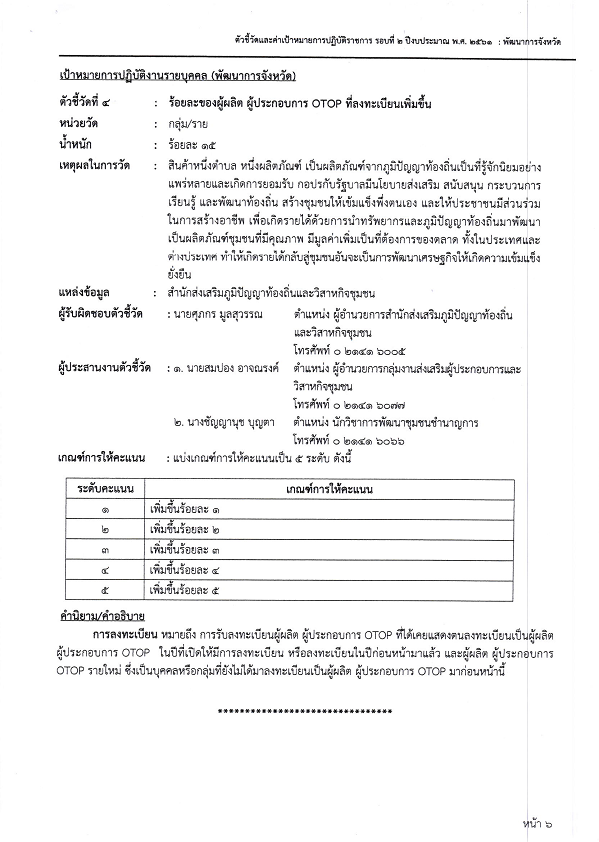 ตัวชี้วัดและค่าเป้าหมายการปฏิบัติราชการ รอบที่ ๒ ปีงบประมาณ พ.ศ. ๒๕๖๑ : พัฒนาการจังหวัด
เป้าหมายการปฏิบัติงานรายบุคคล (พัฒนาการจังหวัด)
ตัวชี้วัดที่ ๔ : ร้อยละของผู้ผลิต ผู้ประกอบการ OTOP ที่ลงทะเบียนเพิ่มขึ้น
หน่วยวัด : กลุ่ม/ราย
น้ำหนัก : ร้อยละ ๑๕
เหตุผลในการวัด : สินค้าหนึ่งตำบล หนึ่งผลิตภัณฑ์ เป็นผลิตภัณฑ์จากภูมิปัญญาท้องถิ่นเป็นที่รู้จักนิยมอย่าง
แพร่หลายและเกิดการยอมรับ กอปรกับรัฐบาลมีนโยบายส่งเสริม สนับสนุน กระบวนการ
เรียนรู้ และพัฒนาท้องถิ่น สร้างชุมชนให้เข้มแข็งพึ่งตนเอง และให้ประชาชนมีส่วนร่วม
ในการสร้างอาชีพ เพื่อเกิดรายได้ด้วยการนำทรัพยากรและภูมิปัญญาท้องถิ่นมาพัฒนา
เป็นผลิตภัณฑ์ชุมชนที่มีคุณภาพ มีมูลค่าเพิ่มเป็นที่ต้องการของตลาด ทั้งในประเทศและ
ต่างประเทศ ทำให้เกิดรายได้กลับสู่ชุมชนอันจะเป็นการพัฒนาเศรษฐกิจให้เกิดความเข้มแข็ง
ยั่งยืน
แหล่งข้อมูล : สำนักส่งเสริมภูมิปัญญาท้องถิ่นและวิสาหกิจชุมชน
ผู้รับผิดชอบตัวชี้วัด : นายศุภกร มูลสุวรรณ ตำแหน่ง ผู้อำนวยการสำนักส่งเสริมภูมิปัญญาท้องถิ่น
และวิสาหกิจชุมชน
โทรศัพท์ ๐ ๒๑๔๑ ๖๐๐๕
ผู้ประสานงานตัวชี้วัด : ๑. นายสมปอง อาจณรงค์ ตำแหน่ง ผู้อำนวยการกลุ่มงานส่งเสริมผู้ประกอบการและ
วิสาหกิจชุมชน
โทรศัพท์ ๐ ๒๑๔๑ ๖๐๗๗
๒. นางชัญญานุช บุญตา ตำแหน่ง นักวิชาการพัฒนาชุมชนชำนาญการ
โทรศัพท์ ๐ ๒๑๔๑ ๖๐๖๖
เกณฑ์การให้คะแนน : แบ่งเกณฑ์การให้คะแนนเป็น ๕ ระดับ ดังนี้
ระดับคะแนน เกณฑ์การให้คะแนน
๑ เพิ่มขึ้นร้อยละ ๑
๒ เพิ่มขึ้นร้อยละ ๒
๓ เพิ่มขึ้นร้อยละ ๓
๔ เพิ่มขึ้นร้อยละ ๔
๕ เพิ่มขึ้นร้อยละ ๕
คำนิยาม/คำอธิบาย
การลงทะเบียน หมายถึง การรับลงทะเบียนผู้ผลิต ผู้ประกอบการ OTOP ที่ได้เคยแสดงตนลงทะเบียนเป็นผู้ผลิต
ผู้ประกอบการ OTOP ในปีที่เปิดให้มีการลงทะเบียน หรือลงทะเบียนในปีก่อนหน้ามาแล้ว และผู้ผลิต ผู้ประกอบการ
OTOP รายใหม่ ซึ่งเป็นบุคคลหรือกลุ่มที่ยังไม่ได้มาลงทะเบียนเป็นผู้ผลิต ผู้ประกอบการ OTOP มาก่อนหน้านี้
********************************
หน้า ๖